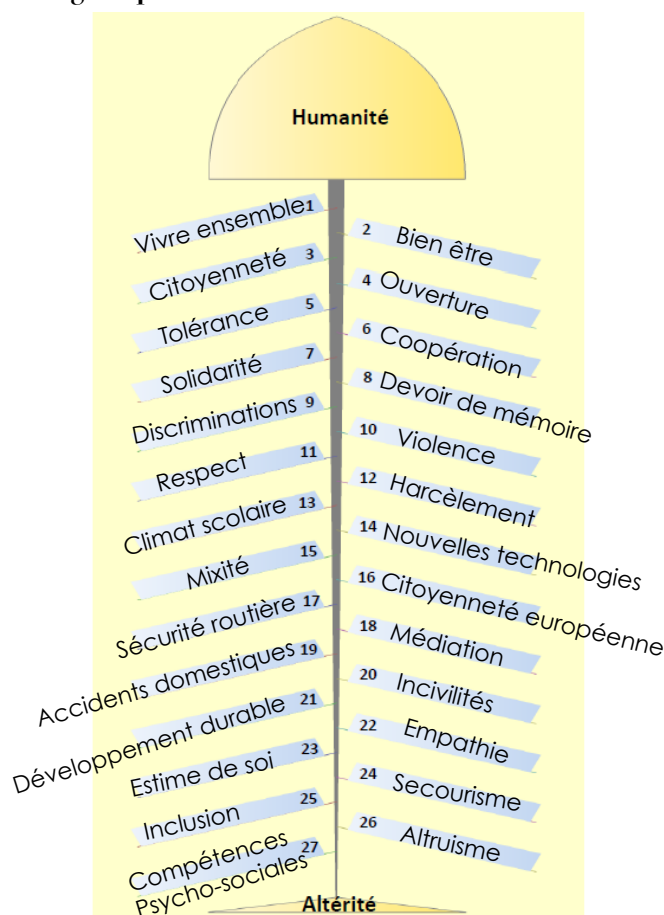 Humanité
Vivre ensemble 1
2 Bien être
Citoyenneté 3
4 Ouverture
Tolérance 5
6 Coopération
Solidarité 7
8 Devoir de mémoire
Discriminations 9
10 Violence
Respect 11
12 Harcèlement
Climat scolaire 13
14 Nouvelles technologies
Mixité 15
16 Citoyenneté européenne
Sécurité routière 17
18 Médiation
Accidents domestiques 19
20 Incivilités
Développement durable 21
22 Empathie
Estime de soi 23
24 Secourisme
Inclusion 25
26 Altruisme
Compétences 27
Psycho-sociales
Altérité